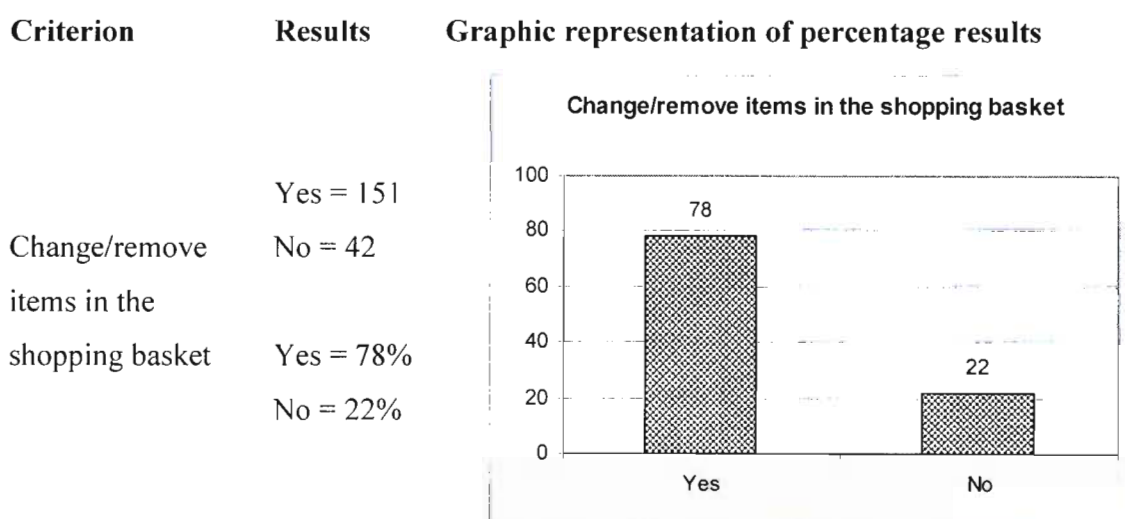 Criterion Results Graphic representation of percentage results
Change/remove items in the shopping basket
Yes = 151
No = 42
Change/remove
items in the
shopping basket
Yes = 78%
No = 22%
100
80
60
40
20
0
78
22
Yes No